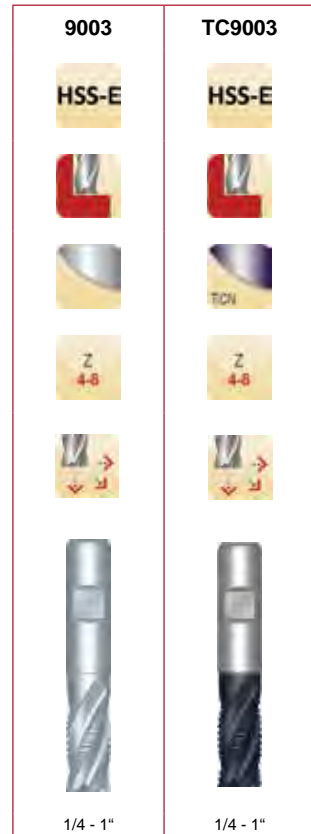 9003 TC9003
HSS-E HSS-E
TiCN
Z Z
4-6 4-6
1/4 - 1“ 1/4 - 1“